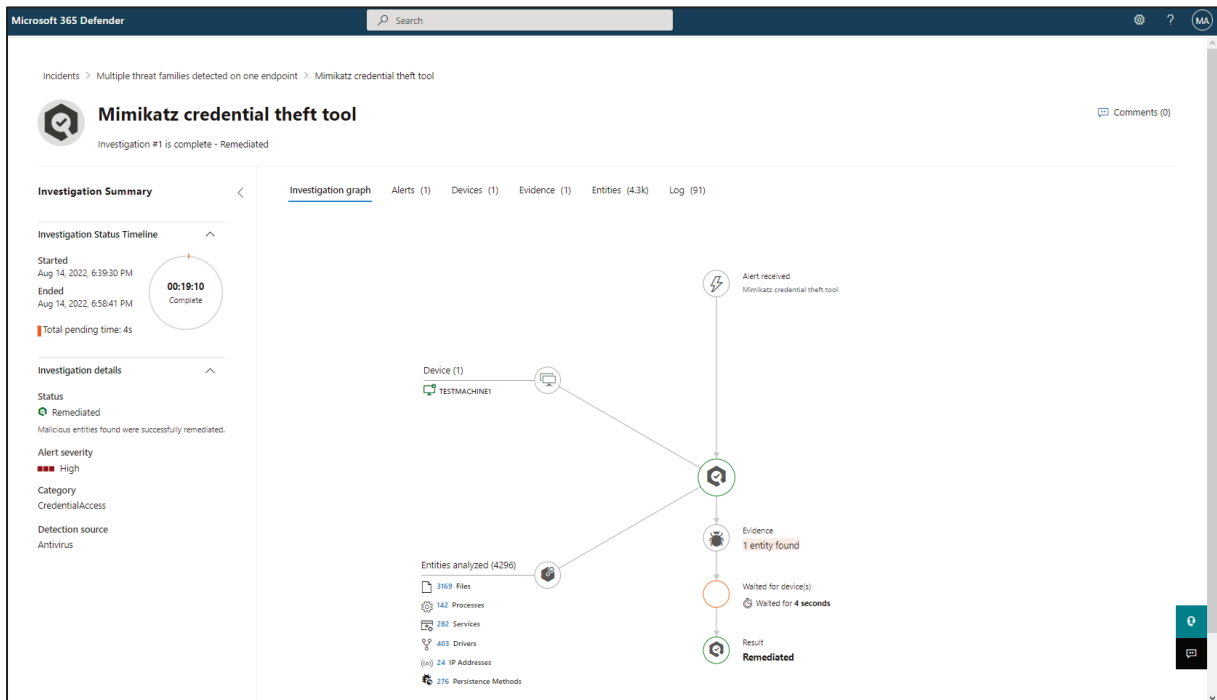 Microsoft 365 Defender
Search
?
MA
Incidents > Multiple threat families detected on one endpoint > Mimikatz credential theft tool
Mimikatz credential theft tool
Comments (0)
Investigation #1 is complete - Remediated
Investigation Summary
Investigation graph
Alerts (1)
Devices (1)
Evidence (1)
Entities (4.3k)
Log (91)
Investigation Status Timeline
Started
Aug 14, 2022, 6:39:30 PM
Ended
Aug 14, 2022, 6:58:41 PM
00:19:10
Complete
Total pending time: 4s
Investigation details
Status
Remediated
Malicious entities found were successfully remediated.
Alert severity
High
Category
CredentialAccess
Detection source
Antivirus
Alert received
Mimikatz credential theft tool
Device (1)
TESTMACHINE1
Entities analyzed (4296)
3169 Files
142 Processes
282 Services
403 Drivers
24 IP Addresses
276 Persistence Methods
Evidence
1 entity found
Waited for device(s)
Waited for 4 seconds
Result
Remediated